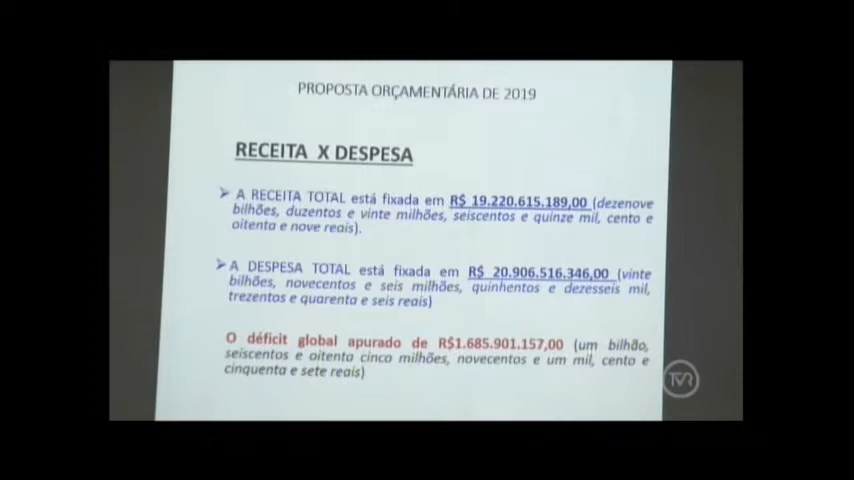 PROPOSTA ORÇAMENTÁRIA DE 2019
RECEITA X DESPESA
➢ A RECEITA TOTAL está fixada em R$ 19.220.615.189,00 (dezenove
bilhões, duzentos e vinte milhões, seiscentos e quinze mil, cento e
oitenta e nove reais).
➢ A DESPESA TOTAL está fixada em R$ 20.906.516.346,00 (vinte
bilhões, novecentos e seis milhões, quinhentos e dezesseis mil,
trezentos e quarenta e seis reais)
O déficit global apurado de R$1.685.901.157,00 (um bilhão,
seiscentos e oitenta cinco milhões, novecentos e um mil, cento e
cinquenta e sete reais)
TVR